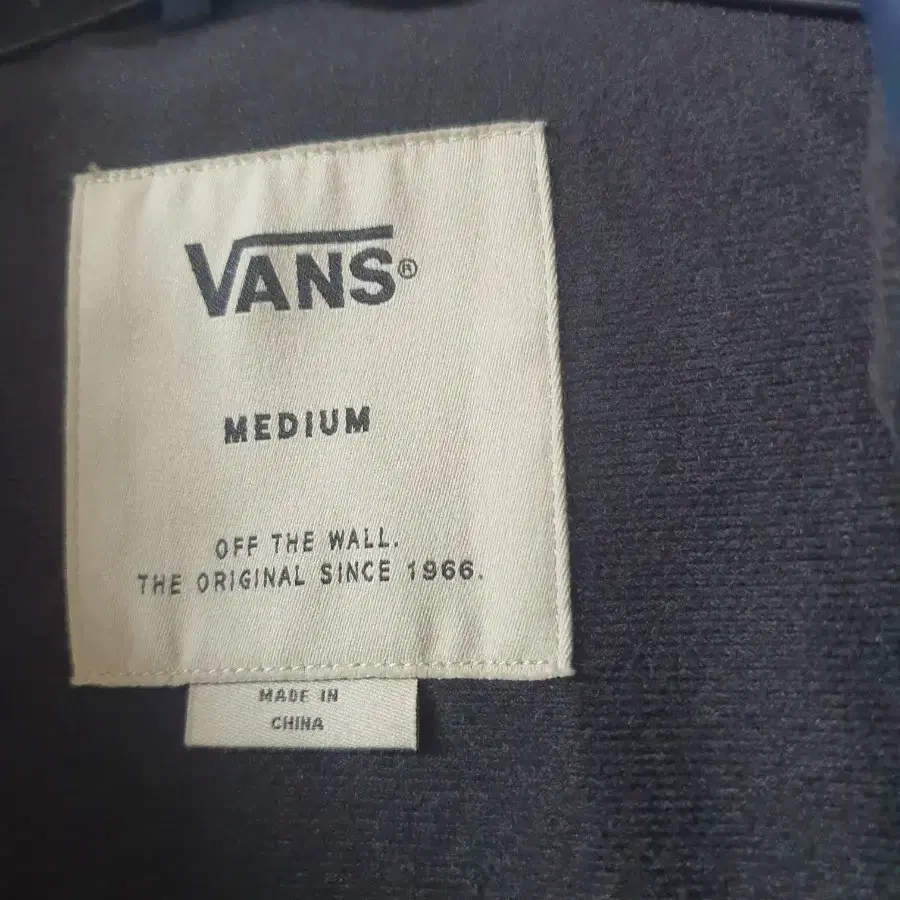 VANS®
MEDIUM
OFF THE WALL.
THE ORIGINAL SINCE 1966.
MADE IN
CHINA